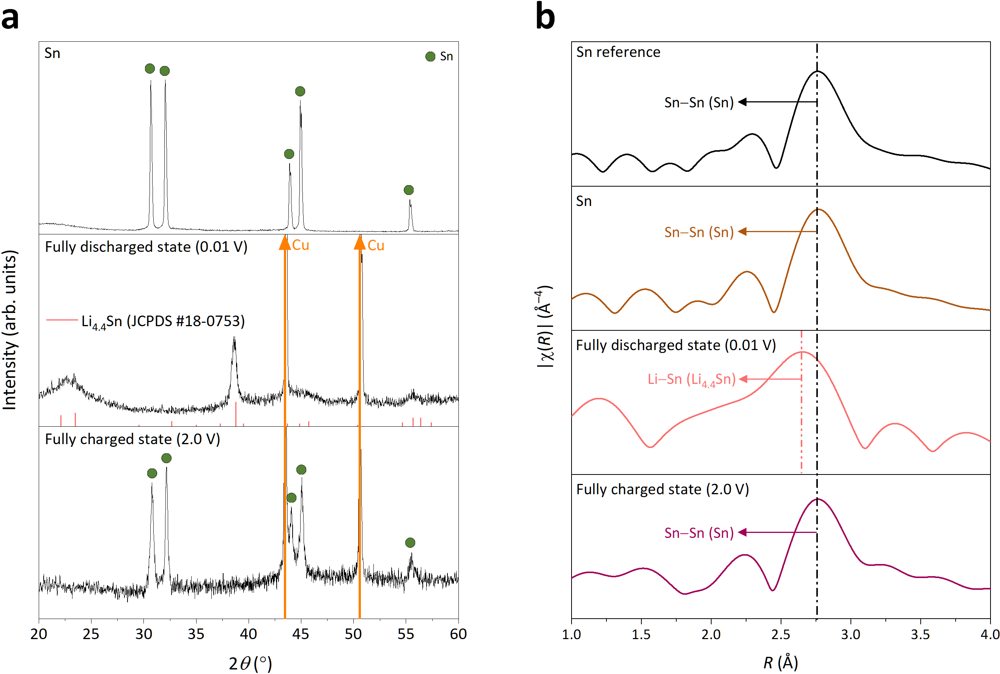 a
Sn
Sn
Fully discharged state (0.01 V)
Cu
Cu
Li4.4Sn (JCPDS #18-0753)
Fully charged state (2.0 V)
Intensity (arb. units)
20 25 30 35 40 45 50 55 60
2θ (°)
b
Sn reference
Sn−Sn (Sn)
Sn
Sn−Sn (Sn)
Fully discharged state (0.01 V)
Li−Sn (Li4.4Sn)
Fully charged state (2.0 V)
Sn−Sn (Sn)
|χ(R)| (Å−4)
1.0 1.5 2.0 2.5 3.0 3.5 4.0
R (Å)